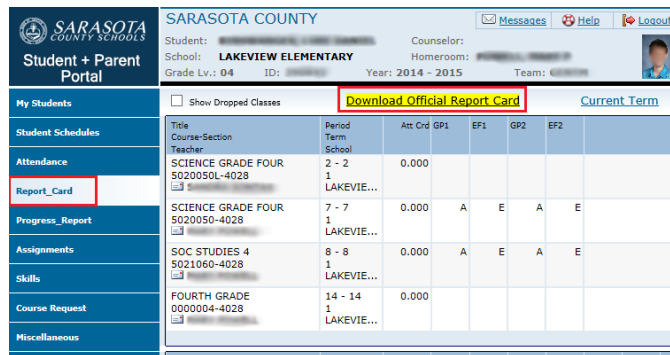 SARASOTA
COUNTY SCHOOLS
Student + Parent
Portal
My Students
Student Schedules
Attendance
Report_Card
Progress_Report
Assignments
Skills
Course Request
Miscellaneous
SARASOTA COUNTY
Messages Help Logout
Student: Counselor:
School: LAKEVIEW ELEMENTARY Homeroom:
Grade Lv.: 04 ID: Year: 2014 - 2015 Team:
Show Dropped Classes Download Official Report Card Current Term
Title Period Att Crd GP1 EF1 GP2 EF2
Course-Section Term
Teacher School
SCIENCE GRADE FOUR 2 - 2 0.000
5020050L-4028 1
LAKEVIE...
SCIENCE GRADE FOUR 7 - 7 0.000 A E A E
5020050-4028 1
LAKEVIE...
SOC STUDIES 4 8 - 8 0.000 A E A E
5021060-4028 1
LAKEVIE...
FOURTH GRADE 14 - 14 0.000
0000004-4028 1
LAKEVIE...